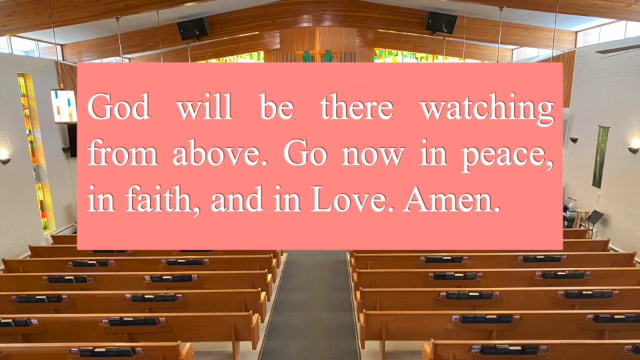 God will be there watching
from above. Go now in peace,
in faith, and in Love. Amen.